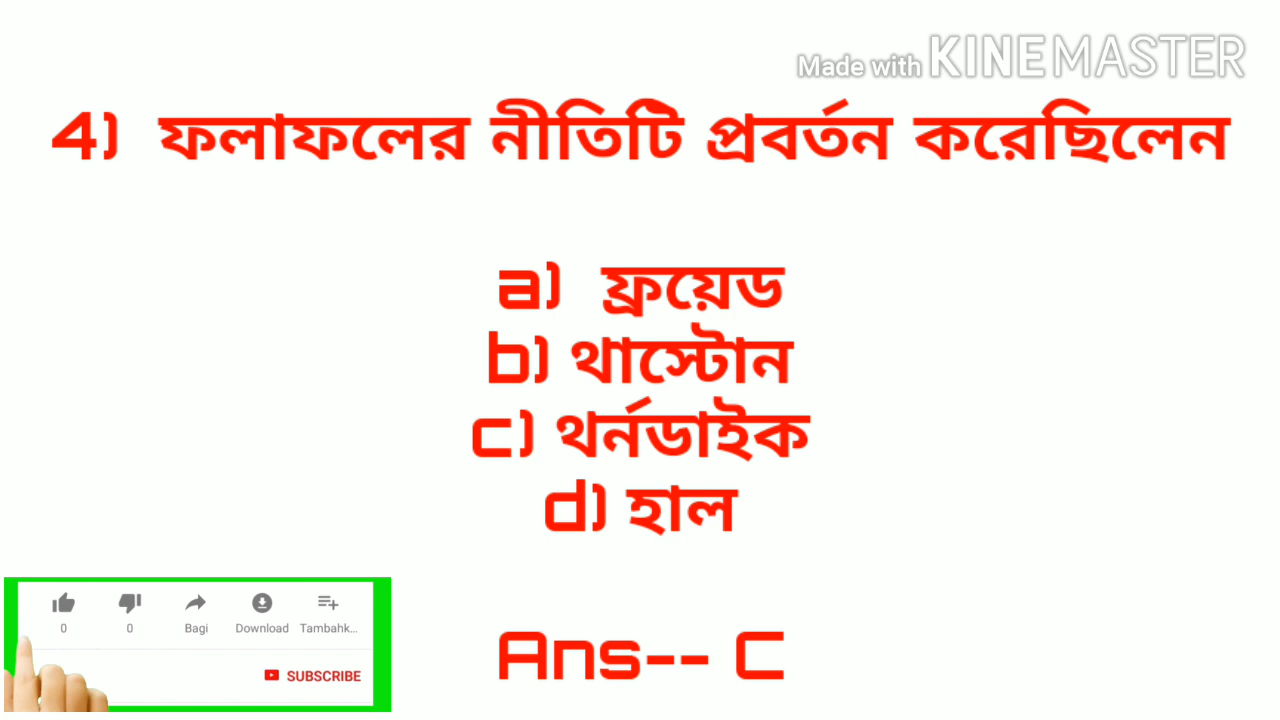 Made with KINEMASTER
4) ফলাফলের নীতিটি প্রবর্তন করেছিলেন
a) ফ্রয়েড
b) থাস্টোন
c) থর্নডাইক
d) হাল
0 0 Bagi Download Tambahk...
SUBSCRIBE
Ans-- C